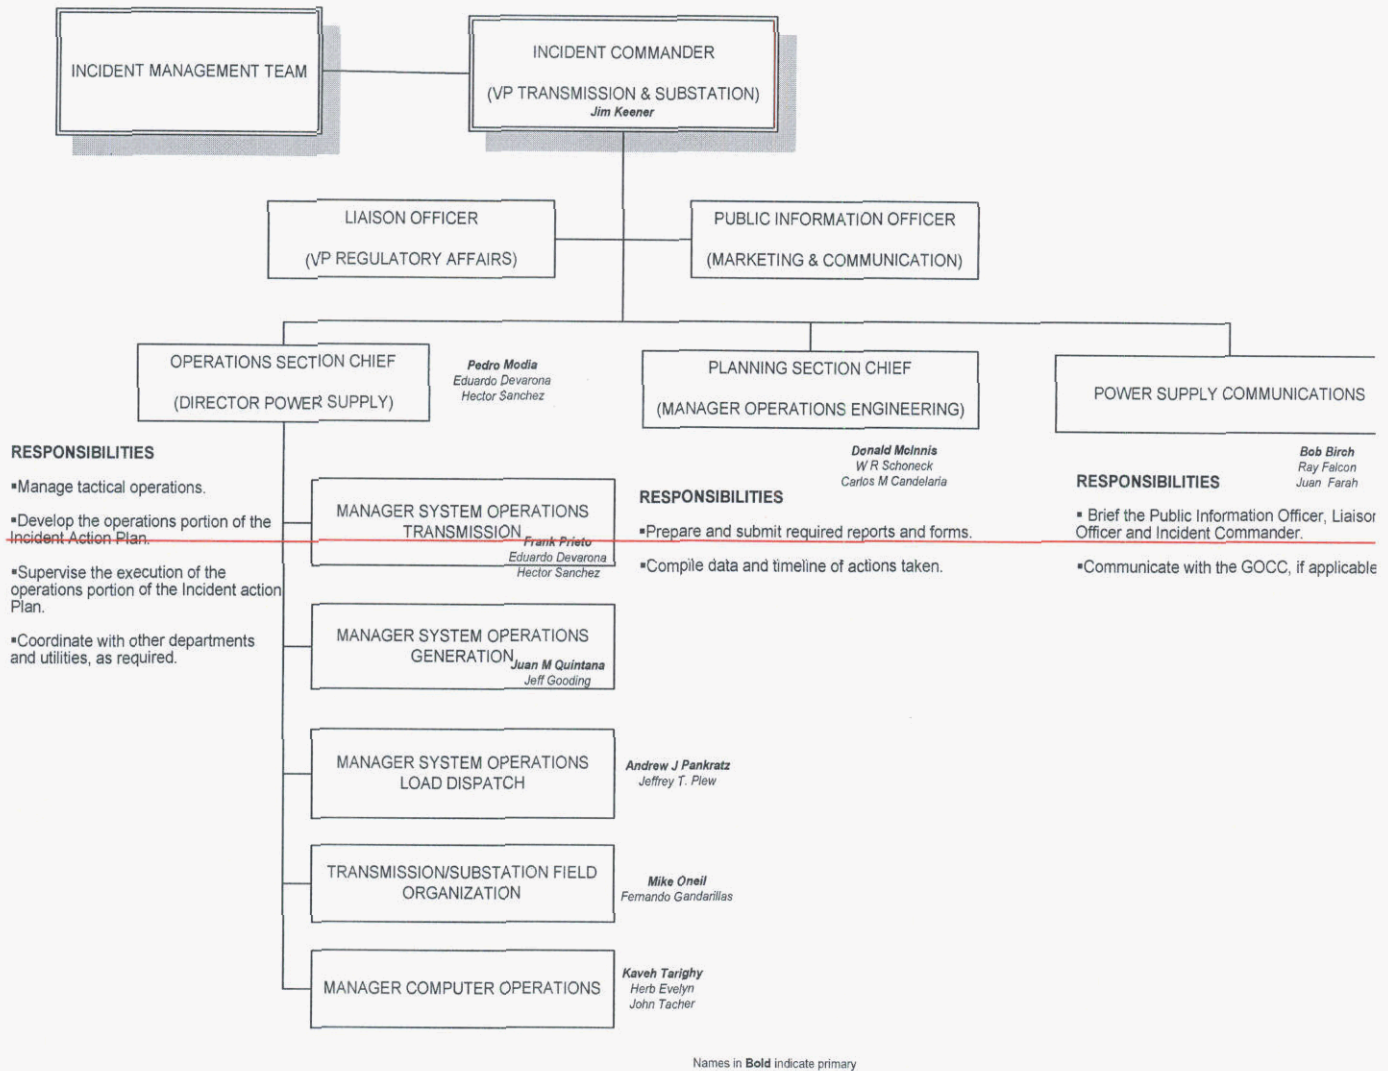 INCIDENT MANAGEMENT TEAM
INCIDENT COMMANDER
(VP TRANSMISSION & SUBSTATION)
Jim Keener
LIAISON OFFICER
(VP REGULATORY AFFAIRS)
PUBLIC INFORMATION OFFICER
(MARKETING & COMMUNICATION)
OPERATIONS SECTION CHIEF
(DIRECTOR POWER SUPPLY)
Pedro Modia
Eduardo Devarona
Hector Sanchez
PLANNING SECTION CHIEF
(MANAGER OPERATIONS ENGINEERING)
Donald McInnis
W R Schoneck
Carlos M Candelaria
POWER SUPPLY COMMUNICATIONS
Bob Birch
Ray Falcon
Juan Farah
RESPONSIBILITIES
▪Manage tactical operations.
▪Develop the operations portion of the
Incident Action Plan.
▪Supervise the execution of the
operations portion of the Incident action
Plan.
▪Coordinate with other departments
and utilities, as required.
MANAGER SYSTEM OPERATIONS
TRANSMISSION
Frank Prieto
Eduardo Devarona
Hector Sanchez
RESPONSIBILITIES
▪Prepare and submit required reports and forms.
▪Compile data and timeline of actions taken.
RESPONSIBILITIES
▪ Brief the Public Information Officer, Liaison
Officer and Incident Commander.
▪Communicate with the GOCC, if applicable
MANAGER SYSTEM OPERATIONS
GENERATION
Juan M Quintana
Jeff Gooding
MANAGER SYSTEM OPERATIONS
LOAD DISPATCH
Andrew J Pankratz
Jeffrey T. Plew
TRANSMISSION/SUBSTATION FIELD
ORGANIZATION
Mike Oneil
Fernando Gandarillas
MANAGER COMPUTER OPERATIONS
Kaveh Tarighy
Herb Evelyn
John Tacher
Names in Bold indicate primary